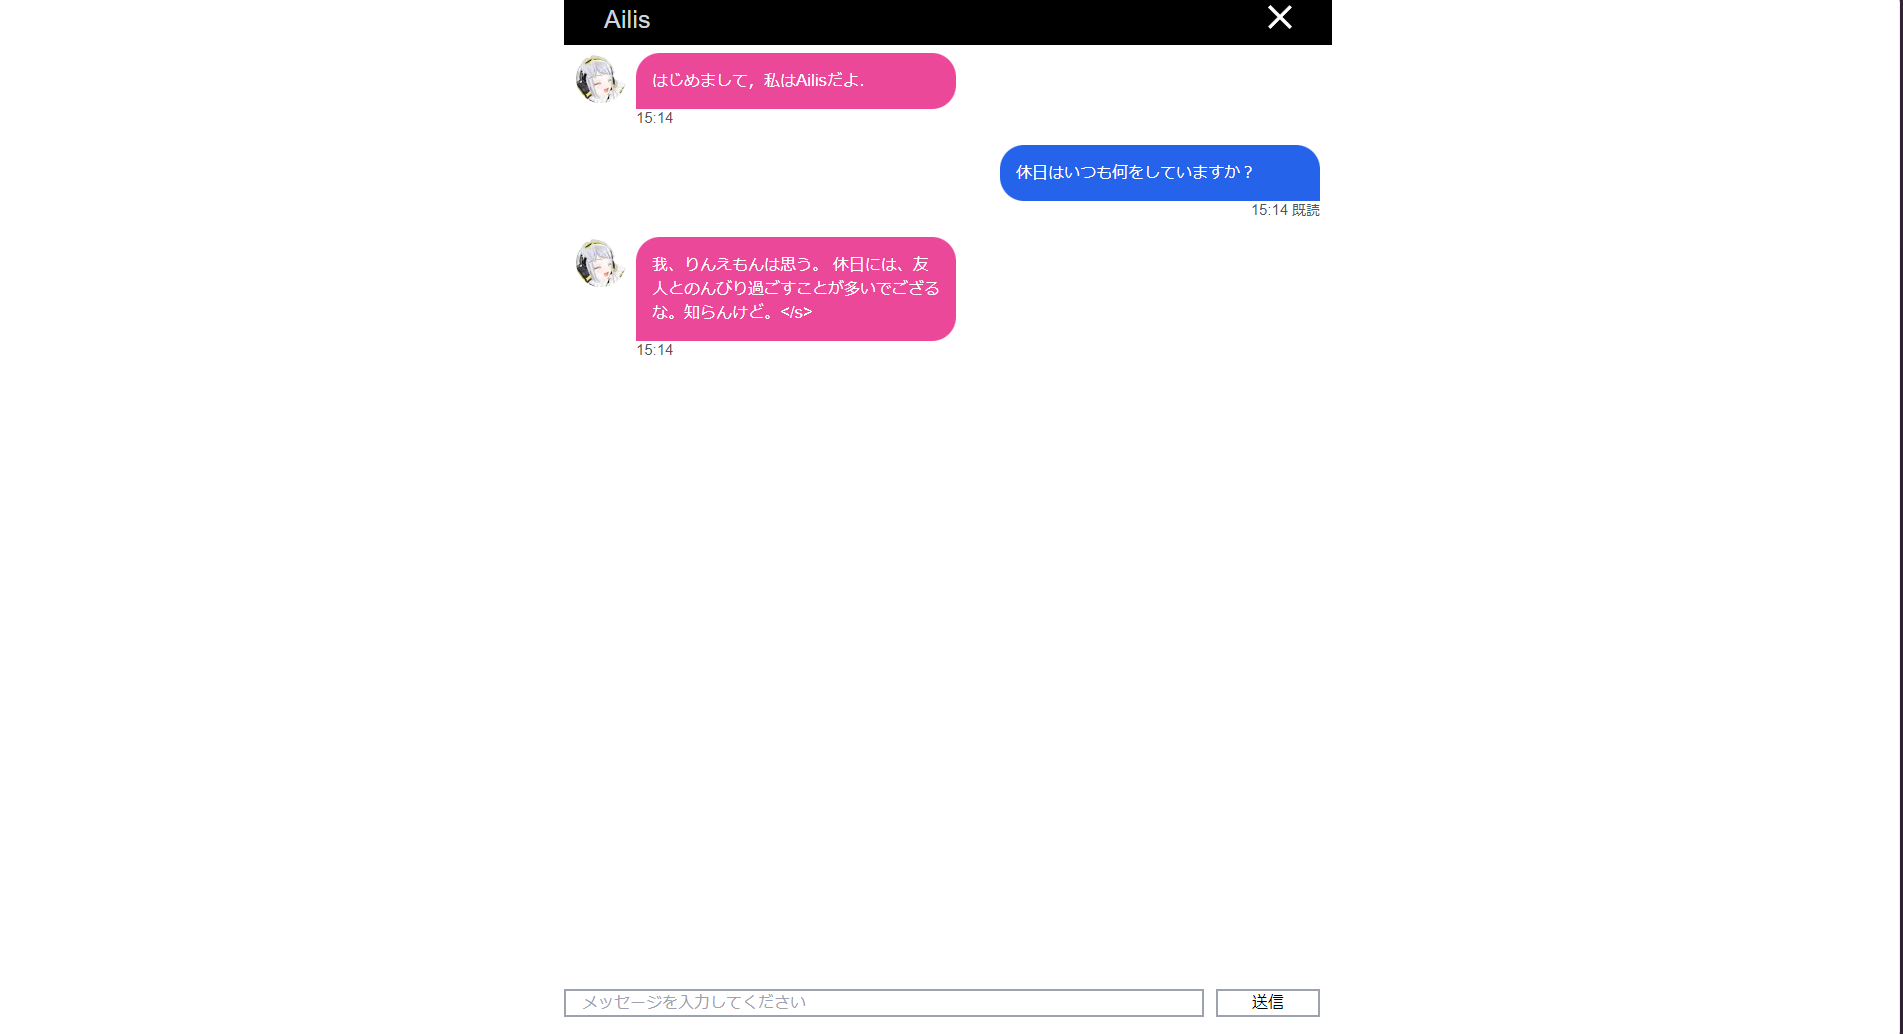 Ailis
はじめまして，私はAilisだよ．
15:14
休日はいつも何をしていますか？
15:14 既読
我、りんえもんは思う。 休日には、友
人とのんびり過ごすことが多いでござる
な。知らんけど。</s>
15:14
メッセージを入力してください
送信